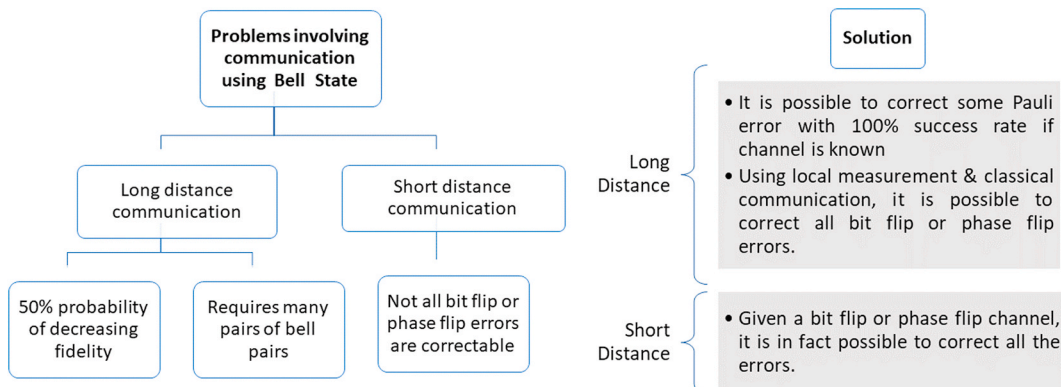 Problems involving
communication
using Bell State
Long distance
communication
Short distance
communication
50% probability
of decreasing
fidelity
Requires many
pairs of bell
pairs
Not all bit flip or
phase flip errors
are correctable
Solution
Long
Distance
• It is possible to correct some Pauli
error with 100% success rate if
channel is known
• Using local measurement & classical
communication, it is possible to
correct all bit flip or phase flip
errors.
Short
Distance
• Given a bit flip or phase flip channel,
it is in fact possible to correct all the
errors.